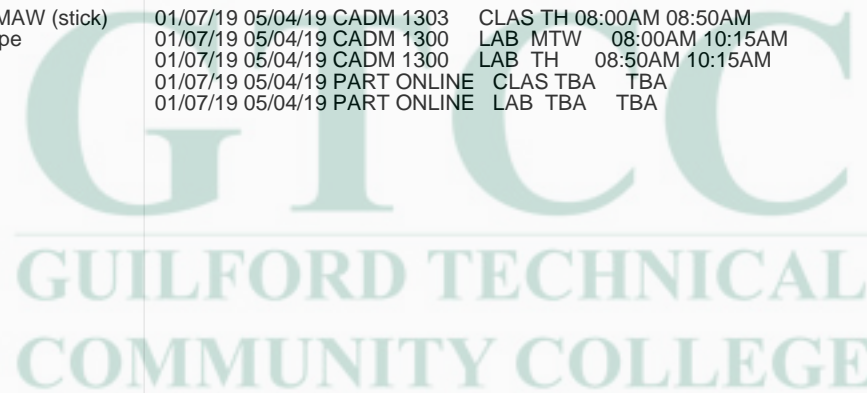 MAW (stick) 01/07/19 05/04/19 CADM 1303 CLAS TH 08:00AM 08:50AM
pe 01/07/19 05/04/19 CADM 1300 LAB MTW 08:00AM 10:15AM
01/07/19 05/04/19 CADM 1300 LAB TH 08:50AM 10:15AM
01/07/19 05/04/19 PART ONLINE CLAS TBA TBA
01/07/19 05/04/19 PART ONLINE LAB TBA TBA
GTCC
GUILFORD TECHNICAL
COMMUNITY COLLEGE